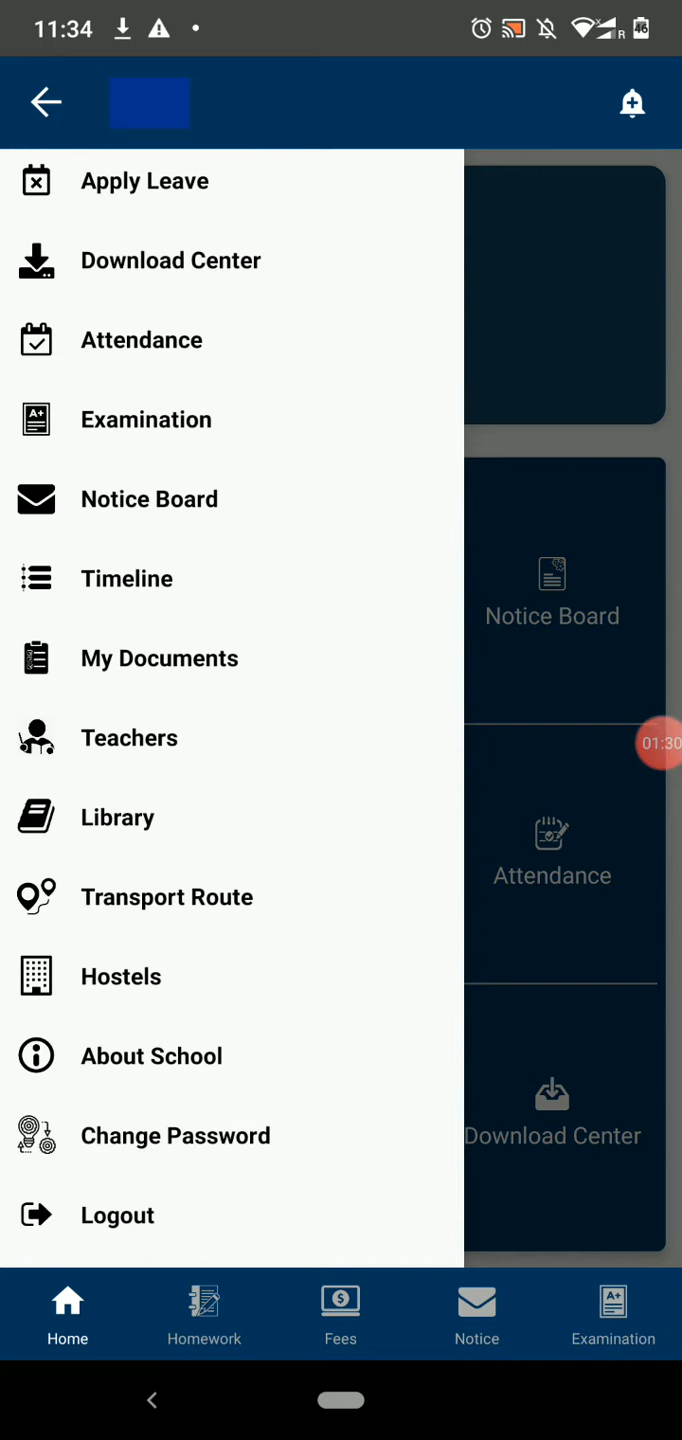 11:34
R
46
Apply Leave
Download Center
Attendance
A+
Examination
Notice Board
Timeline
My Documents
Teachers
Library
Transport Route
Hostels
About School
Change Password
Logout
Notice Board
01:30
Attendance
Download Center
Home
Homework
$
Fees
Notice
A+
Examination